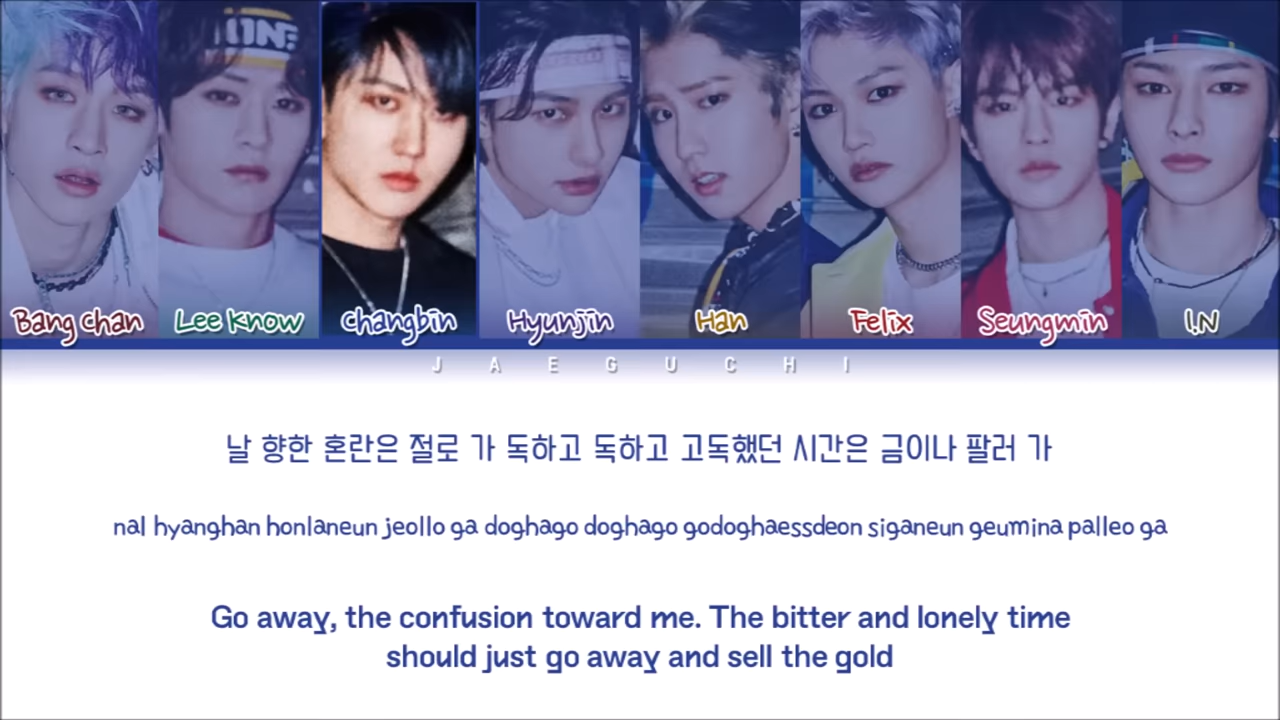 Bang Chan
Lee Know
Changbin
Hyunjin
Han
Felix
Seungmin
I.N
JAEGUCHI
날 향한 혼란은 절로 가 독하고 독하고 고독했던 시간은 금이나 팔러 가
nal hyanghan honlaneun jeollo ga doghago doghago godoghaessdeon siganeun geumina palleo ga
Go away, the confusion toward me. The bitter and lonely time
should just go away and sell the gold